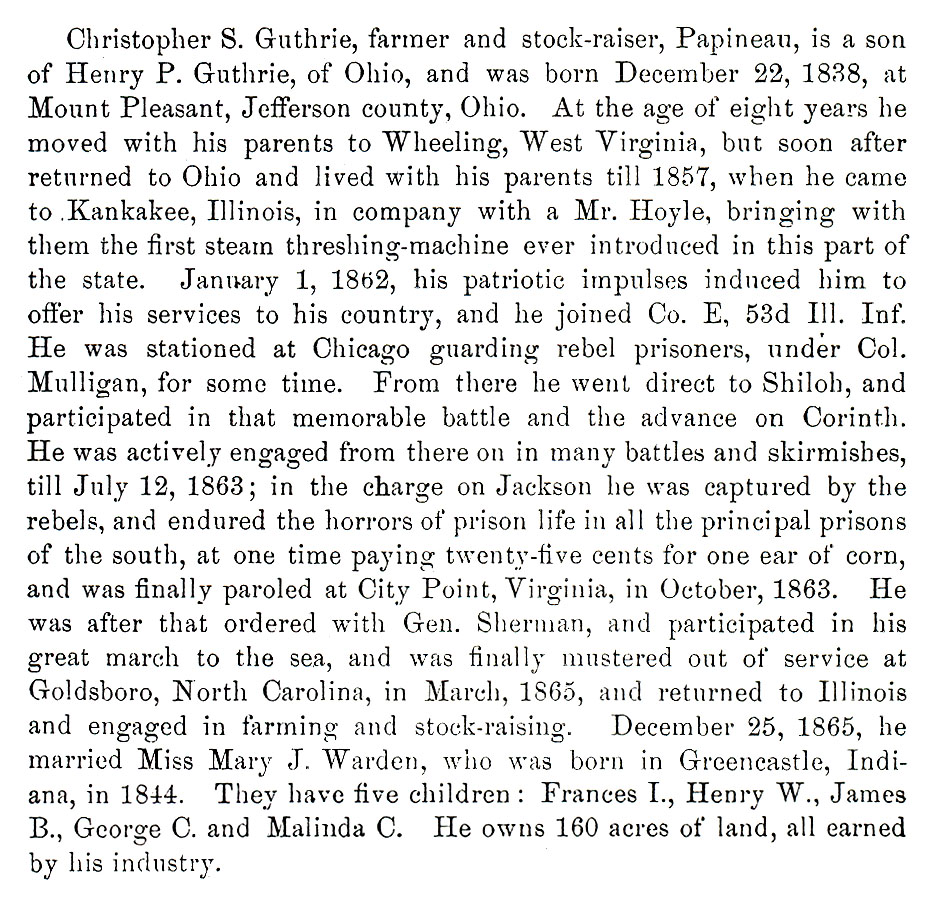 Christopher S. Guthrie, farmer and stock-raiser, Papineau, is a son
of Henry P. Guthrie, of Ohio, and was born December 22, 1838, at
Mount Pleasant, Jefferson county, Ohio. At the age of eight years he
moved with his parents to Wheeling, West Virginia, but soon after
returned to Ohio and lived with his parents till 1857, when he came
to Kankakee, Illinois, in company with a Mr. Hoyle, bringing with
them the first steam threshing-machine ever introduced in this part of
the state. January 1, 1862, his patriotic impulses induced him to
offer his services to his country, and he joined Co. E, 53d Ill. Inf.
He was stationed at Chicago guarding rebel prisoners, under Col.
Mulligan, for some time. From there he went direct to Shiloh, and
participated in that memorable battle and the advance on Corinth.
He was actively engaged from there on in many battles and skirmishes,
till July 12, 1863; in the charge on Jackson he was captured by the
rebels, and endured the horrors of prison life in all the principal prisons
of the south, at one time paying twenty-five cents for one ear of corn,
and was finally paroled at City Point, Virginia, in October, 1863. He
was after that ordered with Gen. Sherman, and participated in his
great march to the sea, and was finally mustered out of service at
Goldsboro, North Carolina, in March, 1865, and returned to Illinois
and engaged in farming and stock-raising. December 25, 1865, he
married Miss Mary J. Warden, who was born in Greencastle, Indi-
ana, in 1844. They have five children: Frances I., Henry W., James
B., George C. and Malinda C. He owns 160 acres of land, all earned
by his industry.